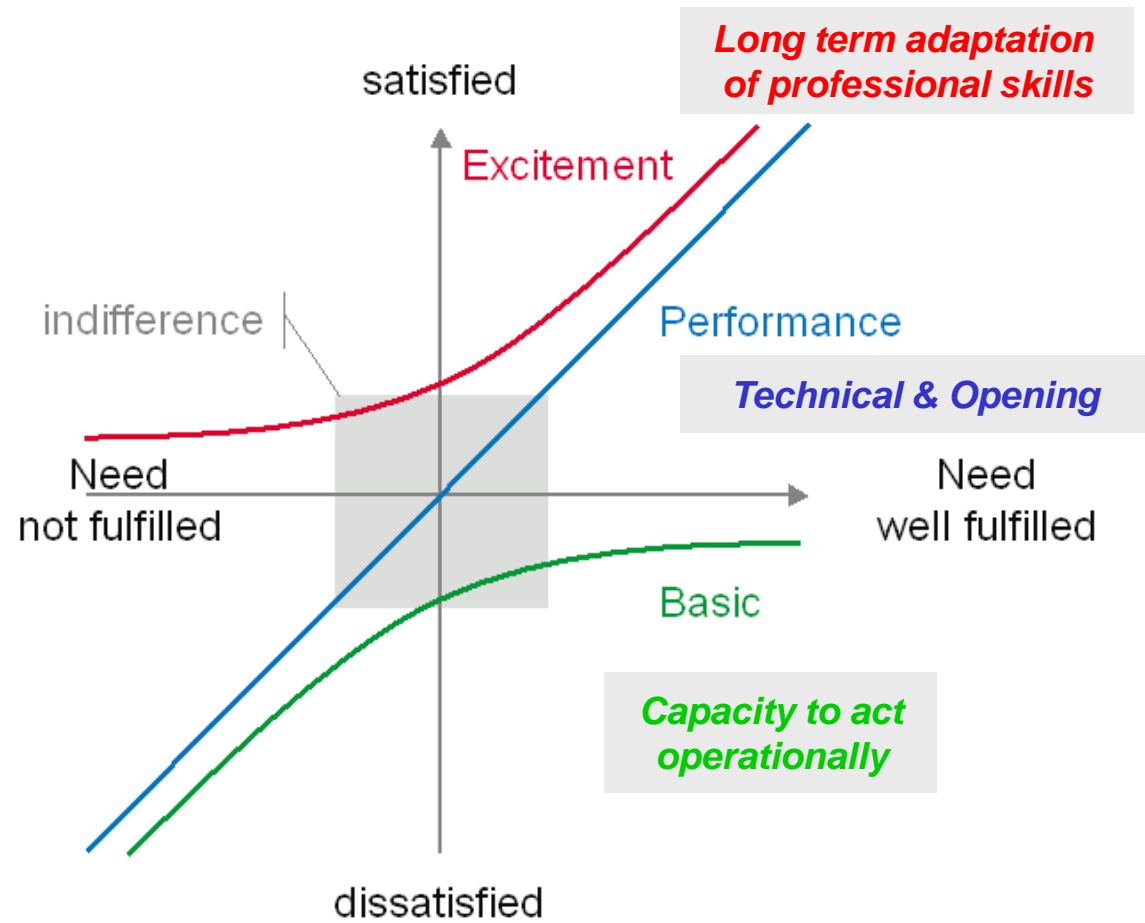 Long term adaptation
of professional skills
satisfied
Excitement
indifference
Performance
Technical & Opening
Need
not fulfilled
Need
well fulfilled
Basic
Capacity to act
operationally
dissatisfied